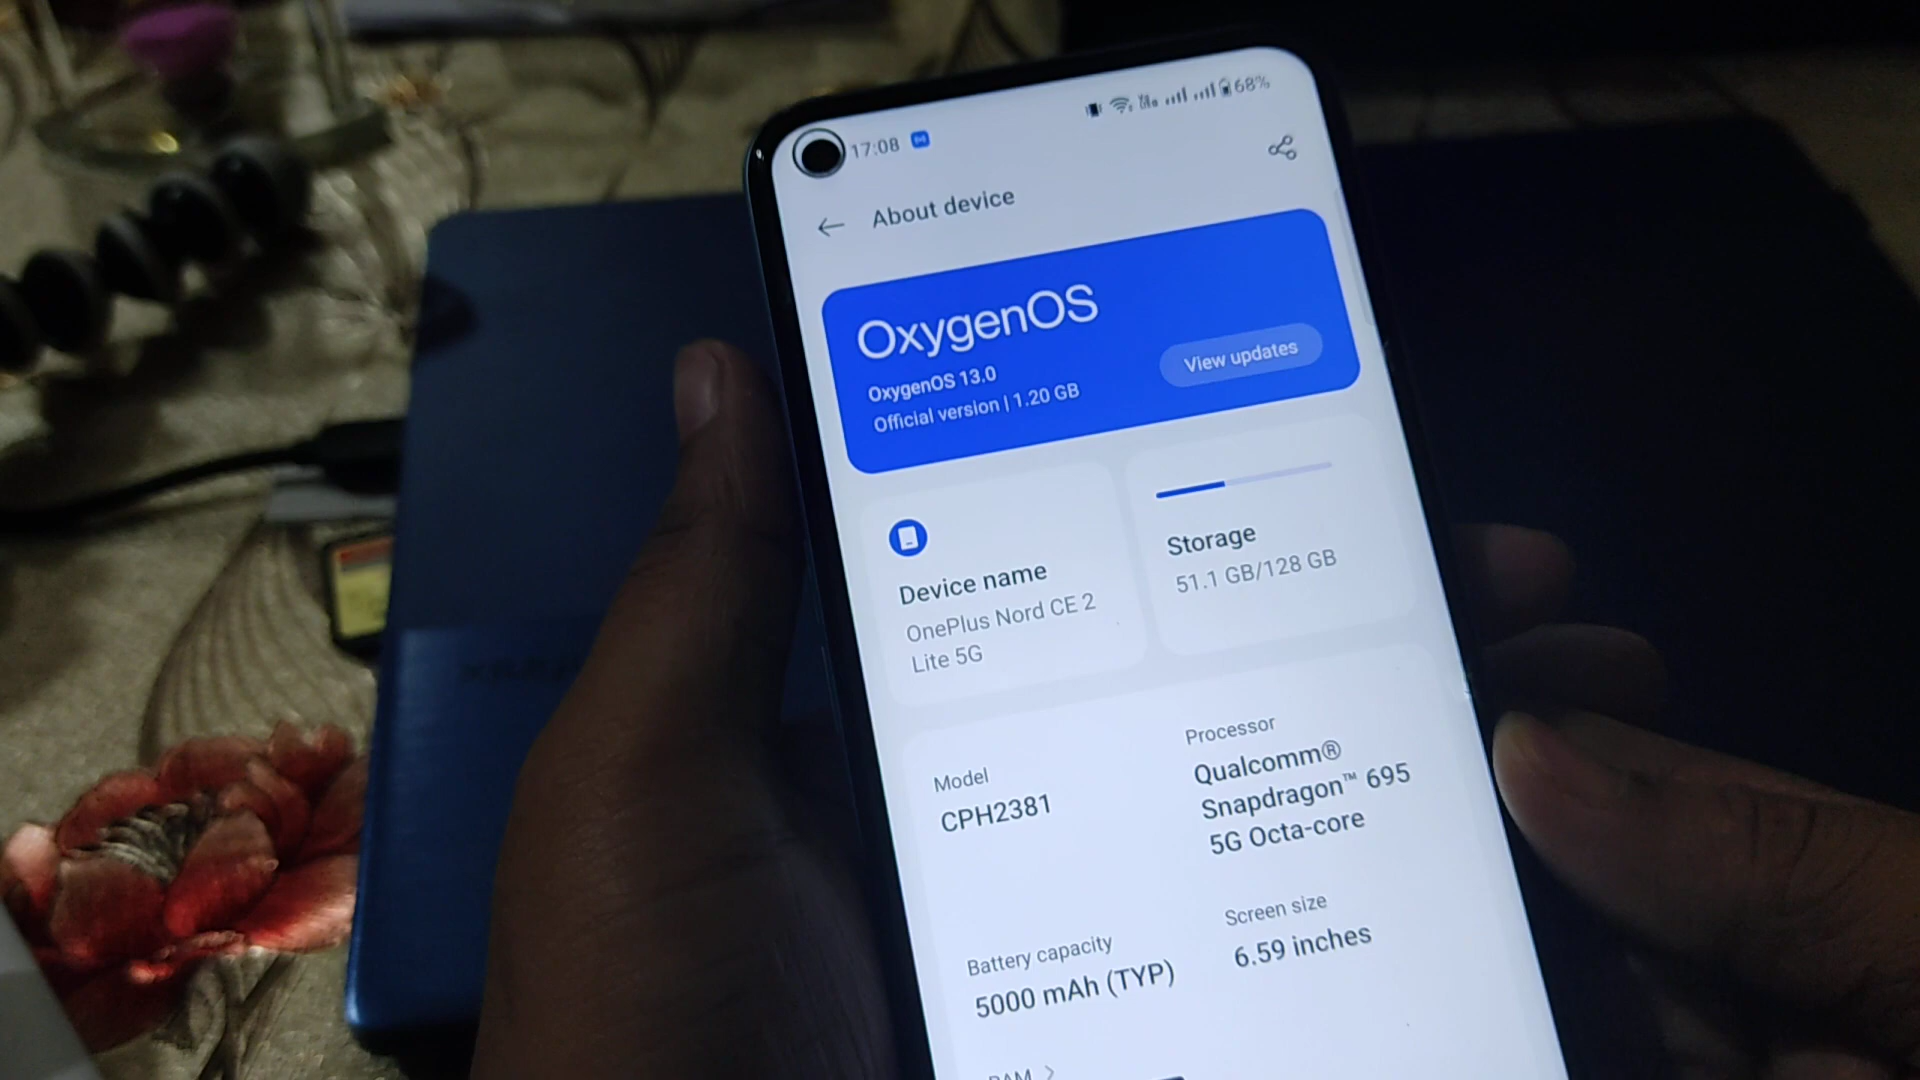 17:08
68%
About device
OxygenOS
OxygenOS 13.0
Official version | 1.20 GB
View updates
Device name
OnePlus Nord CE 2
Lite 5G
Storage
51.1 GB/128 GB
Model
CPH2381
Processor
Qualcomm®
Snapdragon™ 695
5G Octa-core
Battery capacity
5000 mAh (TYP)
Screen size
6.59 inches
RAM